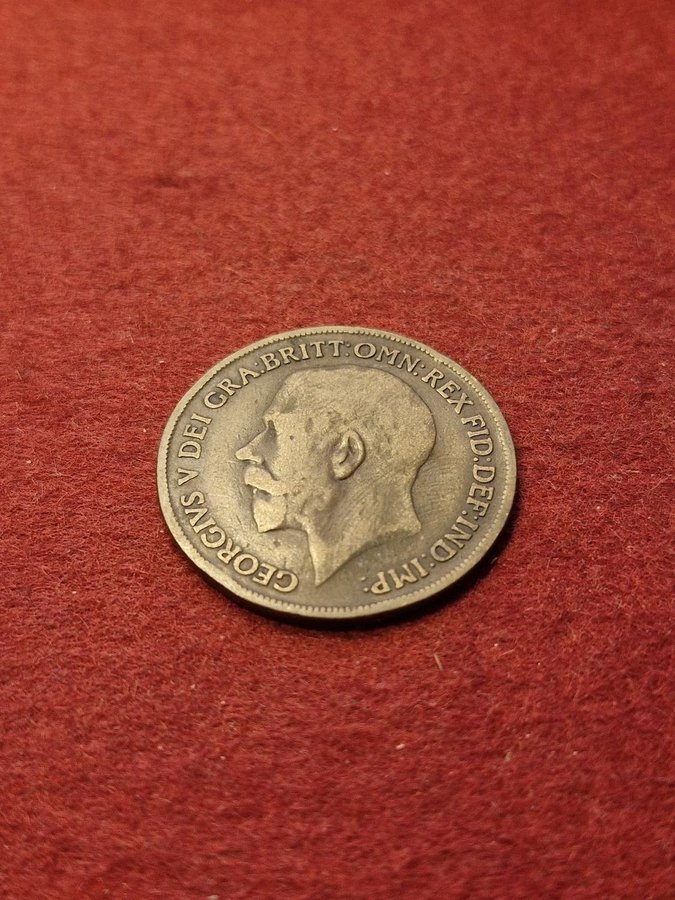 GEORGIVS V DEI GRA:BRITT:OMN:REX FID:DEF:IND:IMP: